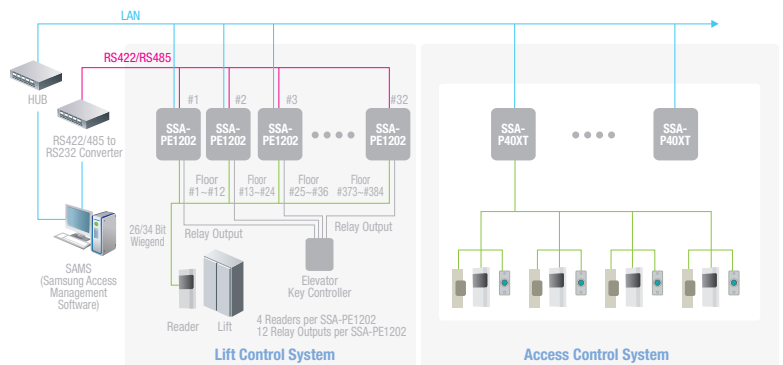 LAN
RS422/RS485
HUB
#1
#2
#3
#32
RS422/485 to
RS232 Converter
SSA-
PE1202
SSA-
PE1202
SSA-
PE1202
SSA-
PE1202
SSA-
P40XT
SSA-
P40XT
Floor
#1~#12
Floor
#13~#24
Floor
#25~#36
Floor
#373~#384
26/34 Bit
Wiegend
Relay Output
Relay Output
SAMS
(Samsung Access
Management
Software)
Elevator
Key Controller
Reader
Lift
4 Readers per SSA-PE1202
12 Relay Outputs per SSA-PE1202
Lift Control System
Access Control System